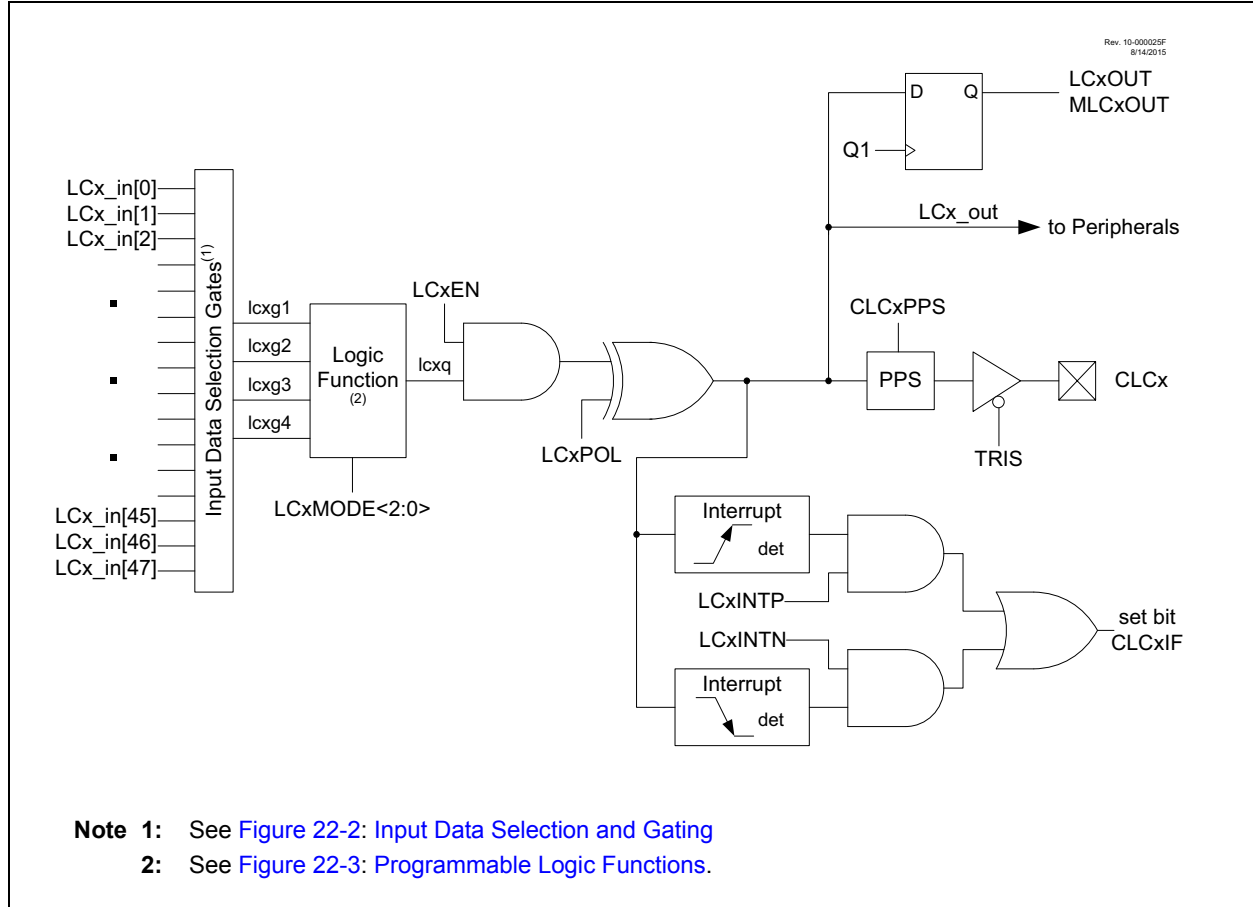 Rev. 10-000025F
8/14/2015
LCxOUT
MLCxOUT
D Q
Q1
LCx_out
to Peripherals
LCx_in[0]
LCx_in[1]
LCx_in[2]
LCx_in[45]
LCx_in[46]
LCx_in[47]
Input Data Selection Gates(1)
lcxg1
lcxg2
lcxg3
lcxg4
Logic
Function
(2)
LCxMODE<2:0>
LCxEN
lcxq
LCxPOL
CLCxPPS
PPS
TRIS
CLCx
Interrupt
det
LCxINTP
LCxINTN
Interrupt
det
set bit
CLCxIF
Note 1: See Figure 22-2: Input Data Selection and Gating
2: See Figure 22-3: Programmable Logic Functions.